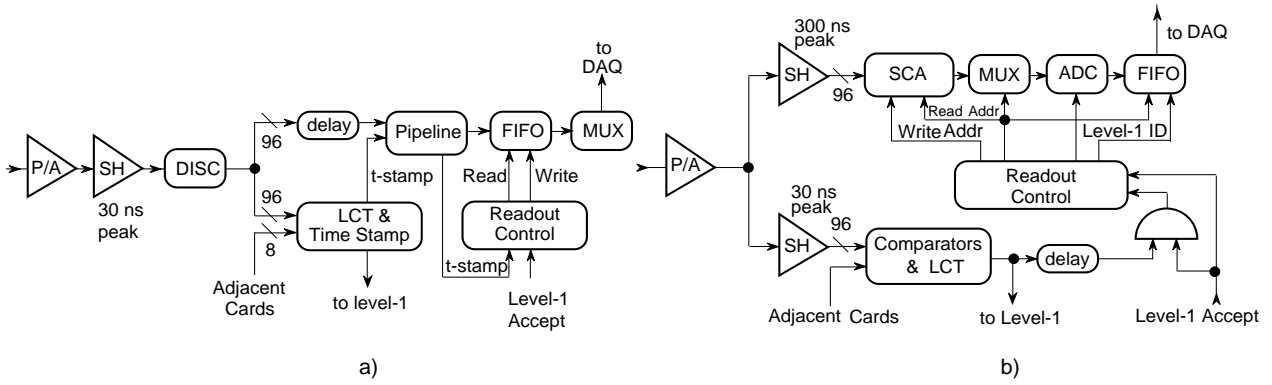 P/A
SH
30 ns
peak
DISC
96
96
8
Adjacent
Cards
delay
LCT &
Time Stamp
to level-1
t-stamp
Pipeline
t-stamp
FIFO
Read
Write
Readout
Control
Level-1
Accept
MUX
to
DAQ
a)
P/A
300 ns
peak
SH
96
SCA
MUX
ADC
FIFO
to DAQ
Read Addr
Write Addr
Level-1 ID
Readout
Control
30 ns
peak
SH
96
Comparators
& LCT
delay
Adjacent Cards
to Level-1
Level-1 Accept
b)